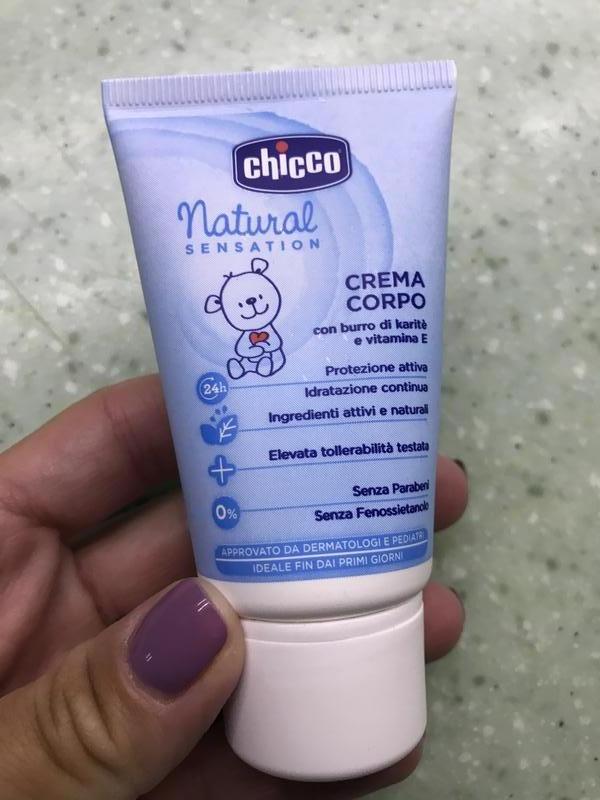 chicco
Natural
SENSATION
CREMA
CORPO
con burro di karitè
e vitamina E
Protezione attiva
24h
Idratazione continua
Ingredienti attivi e naturali
Elevata tollerabilità testata
Senza Parabeni
0%
Senza Fenossietanolo
APPROVATO DA DERMATOLOGI E PEDIATRI
IDEALE FIN DAI PRIMI GIORNI